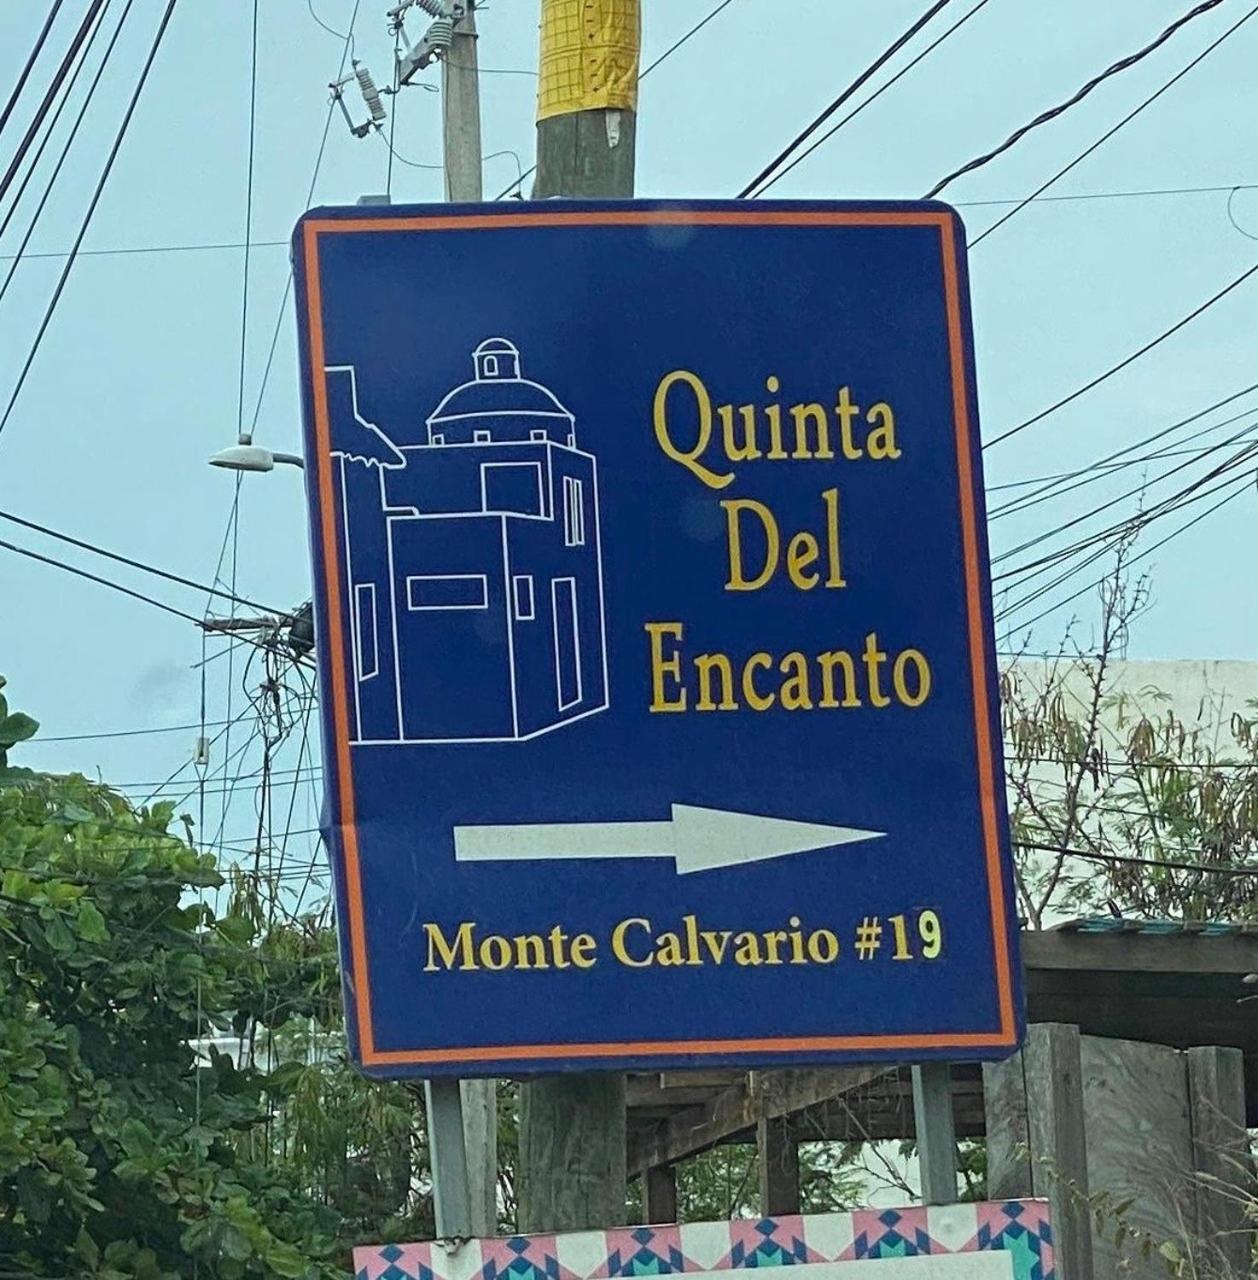 Quinta
Del
Encanto
Monte Calvario #19